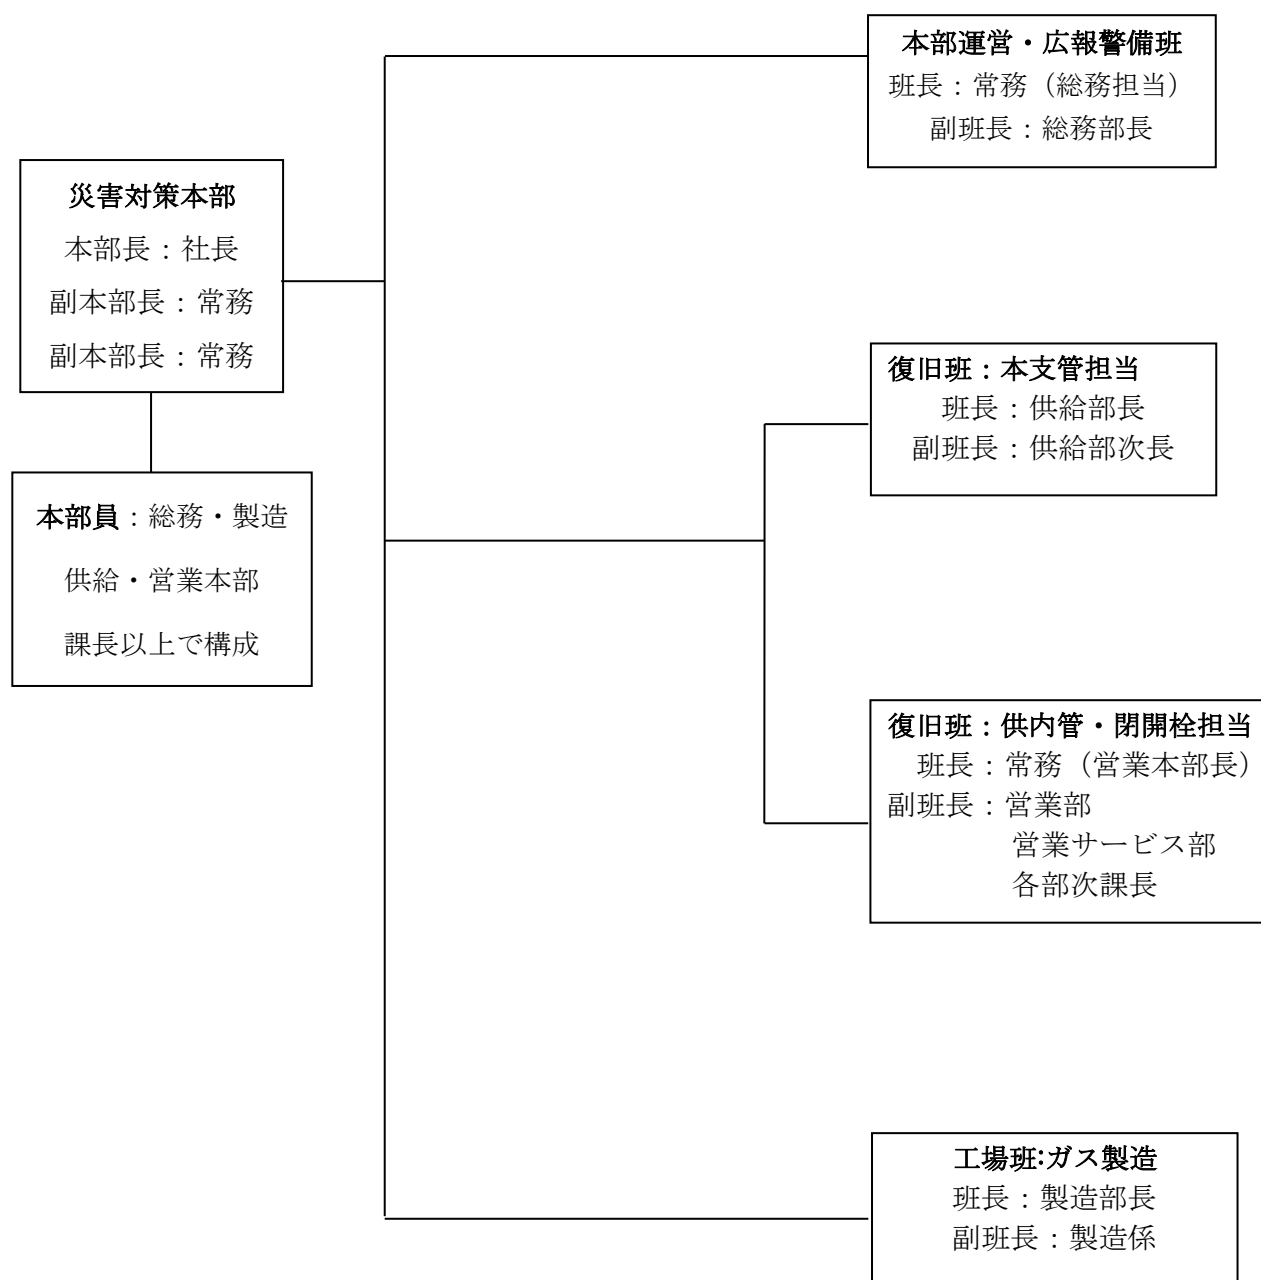 本部運営・広報警備班
班長：常務（総務担当）
副班長：総務部長
災害対策本部
本部長：社長
副本部長：常務
副本部長：常務
本部員：総務・製造
供給・営業本部
課長以上で構成
復旧班：本支管担当
班長：供給部長
副班長：供給部次長
復旧班：供内管・閉開栓担当
班長：常務（営業本部長）
副班長：営業部
営業サービス部
各部次課長
工場班:ガス製造
班長：製造部長
副班長：製造係